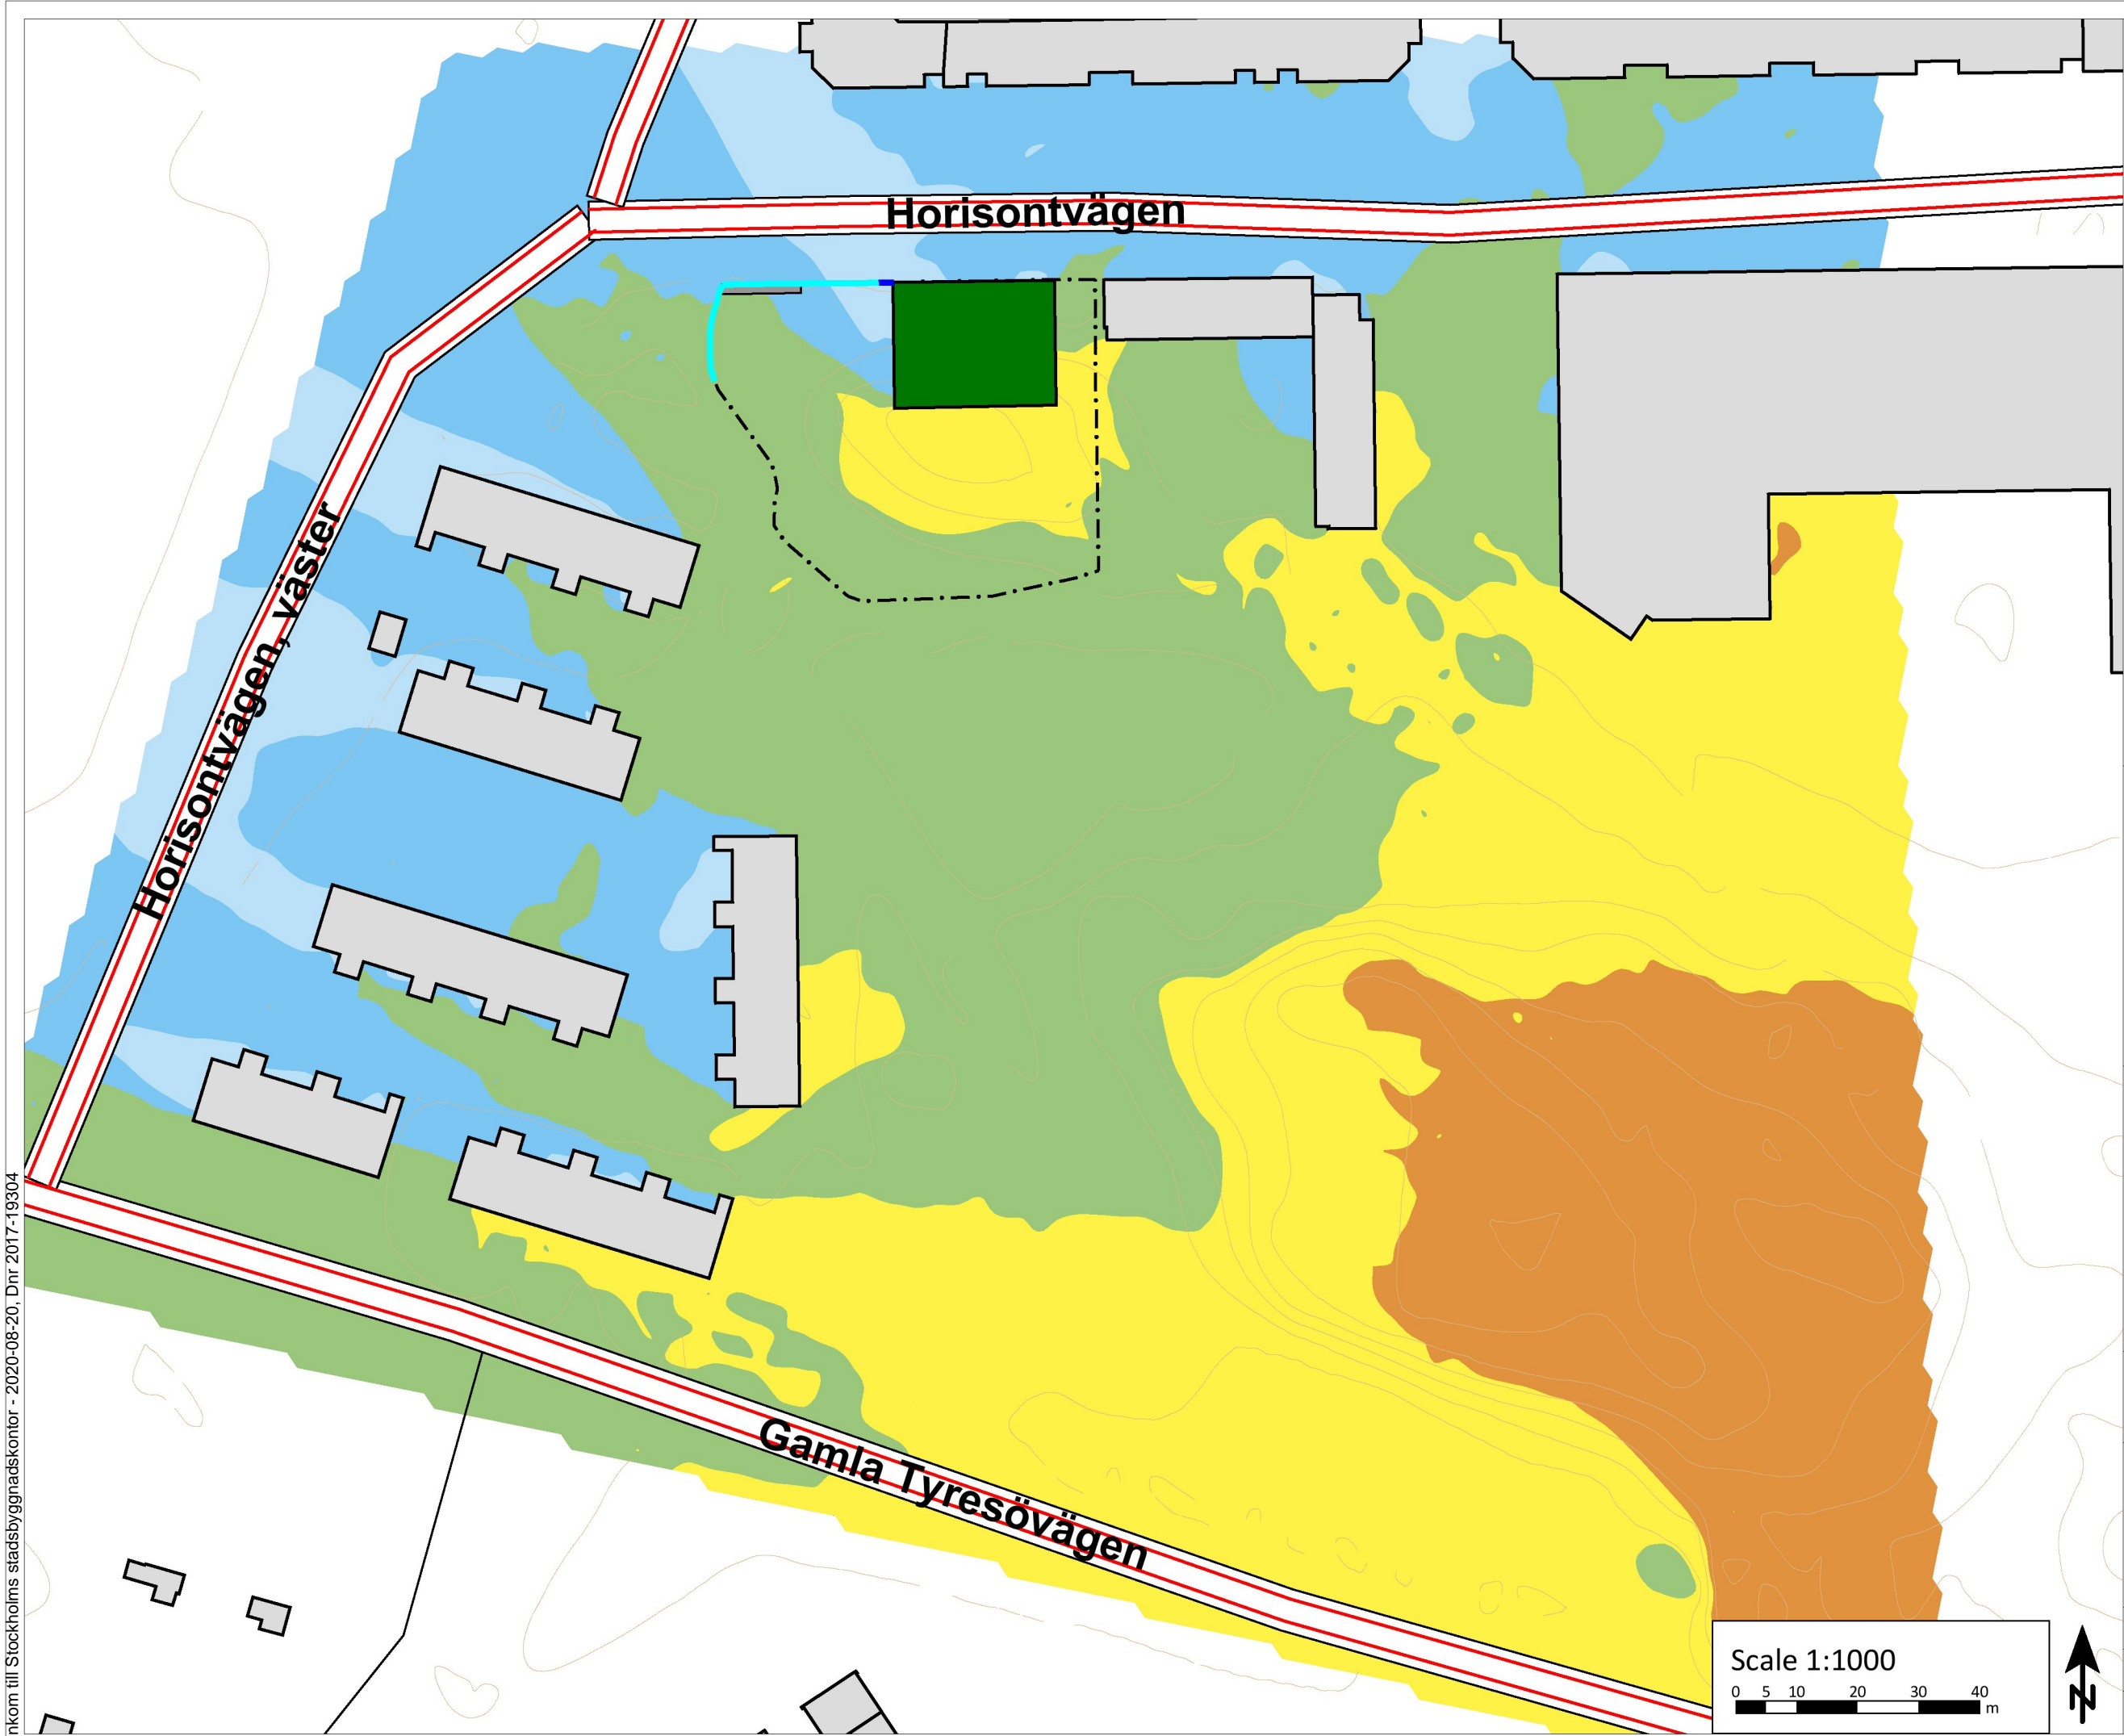 Horisontvägen
Horisontvägen, väster
Gamla Tyresövägen
nkom till Stockholms stadsbyggnadskontor - 2020-08-20, Dnr 2017-19304
Scale 1:1000
0 5 10 20 30 40
m
N